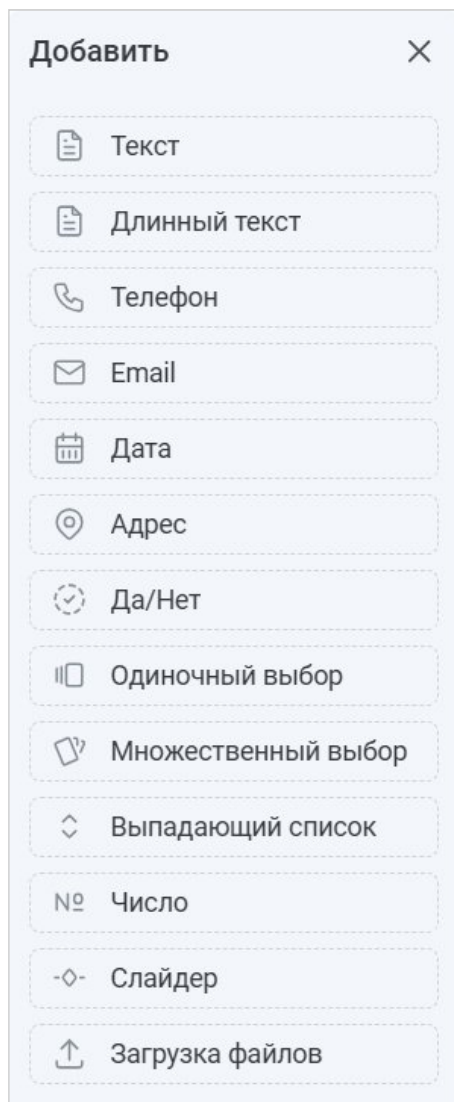 Добавить
Текст
Длинный текст
Телефон
Email
Дата
Адрес
Да/Нет
Одиночный выбор
Множественный выбор
Выпадающий список
№ Число
Слайдер
Загрузка файлов